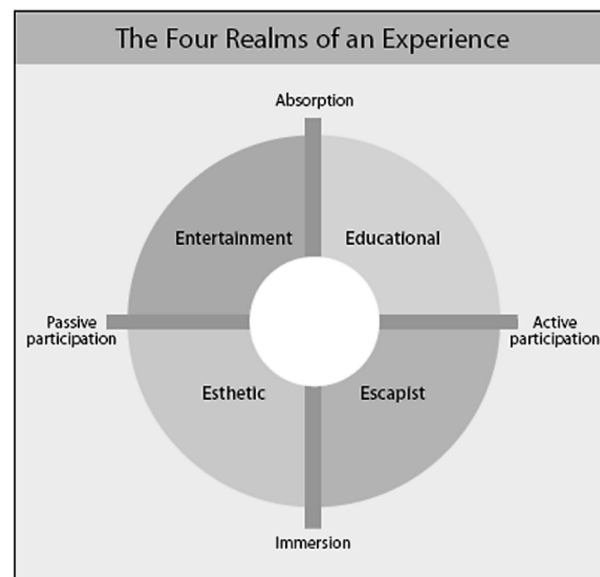 The Four Realms of an Experience
Absorption
Entertainment
Educational
Passive
participation
Active
participation
Esthetic
Escapist
Immersion